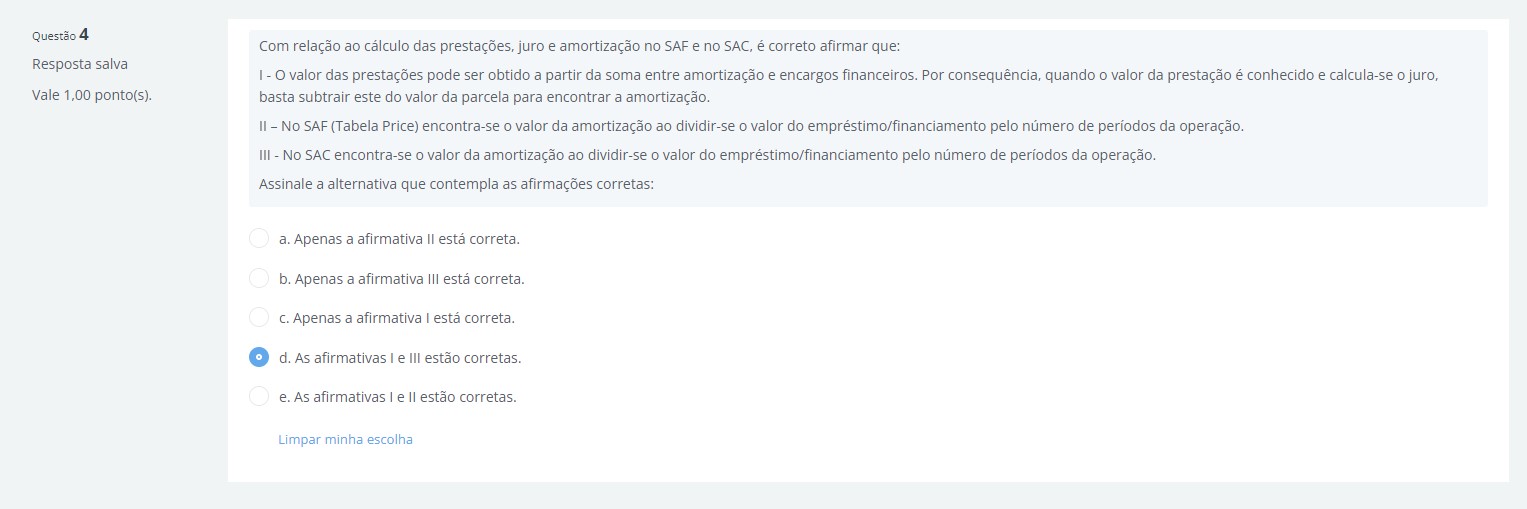 Questão 4
Resposta salva
Vale 1,00 ponto(s).
Com relação ao cálculo das prestações, juro e amortização no SAF e no SAC, é correto afirmar que:
I - O valor das prestações pode ser obtido a partir da soma entre amortização e encargos financeiros. Por consequência, quando o valor da prestação é conhecido e calcula-se o juro,
basta subtrair este do valor da parcela para encontrar a amortização.
II – No SAF (Tabela Price) encontra-se o valor da amortização ao dividir-se o valor do empréstimo/financiamento pelo número de períodos da operação.
III - No SAC encontra-se o valor da amortização ao dividir-se o valor do empréstimo/financiamento pelo número de períodos da operação.
Assinale a alternativa que contempla as afirmações corretas:
a. Apenas a afirmativa II está correta.
b. Apenas a afirmativa III está correta.
c. Apenas a afirmativa I está correta.
d. As afirmativas I e III estão corretas.
e. As afirmativas I e II estão corretas.
Limpar minha escolha